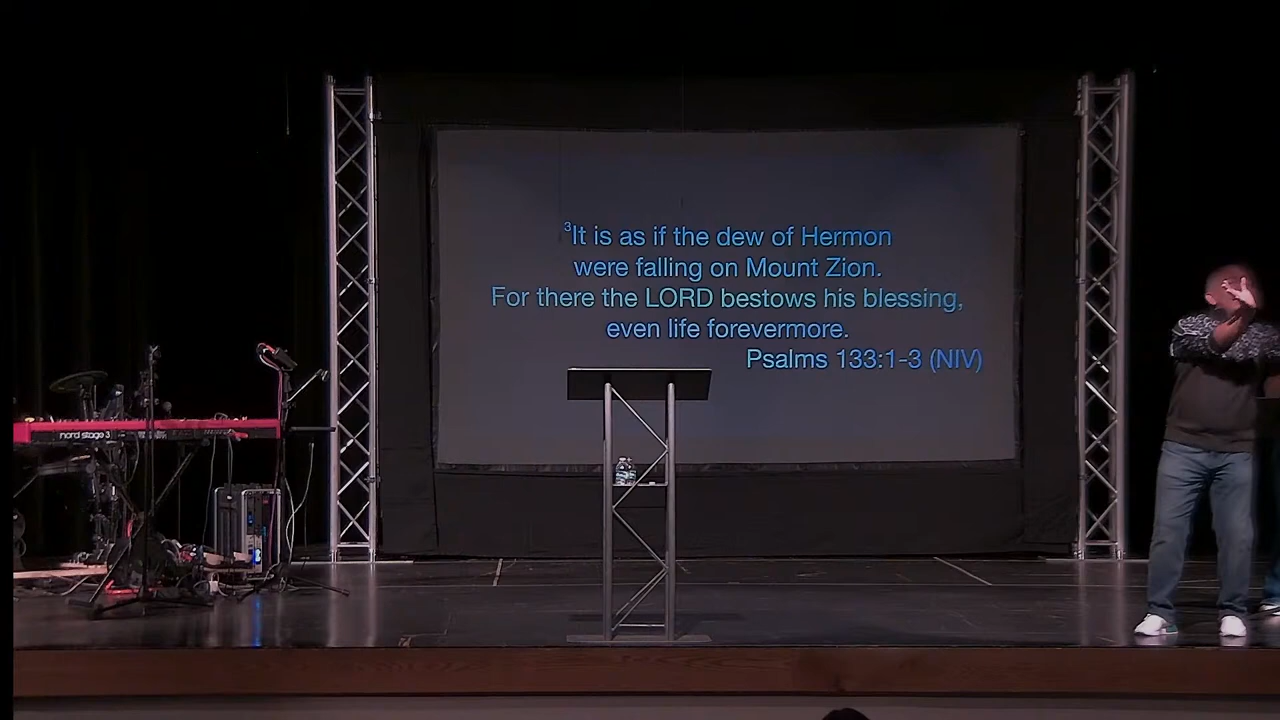 ³It is as if the dew of Hermon
were falling on Mount Zion.
For there the LORD bestows his blessing,
even life forevermore.
Psalms 133:1-3 (NIV)
nord stage 3